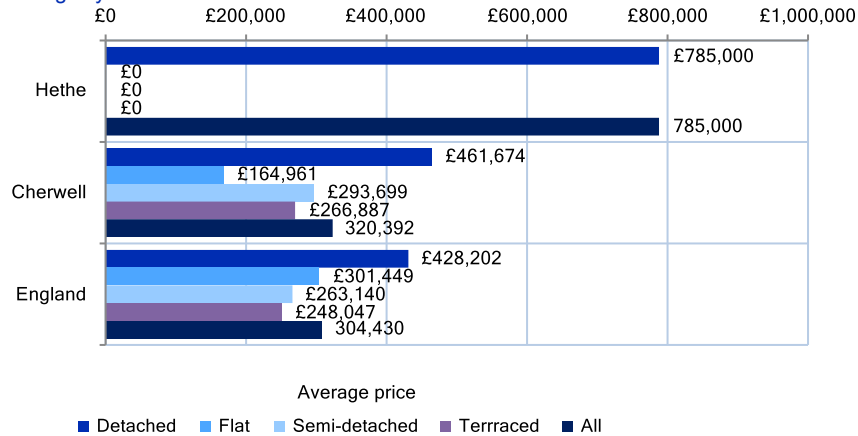 £0 £200,000 £400,000 £600,000 £800,000 £1,000,000
£785,000
£0
Hethe £0
£0
785,000
£461,674
£164,961
Cherwell £293,699
£266,887
320,392
£428,202
£301,449
England £263,140
£248,047
304,430
Average price
Detached Flat Semi-detached Terrraced All